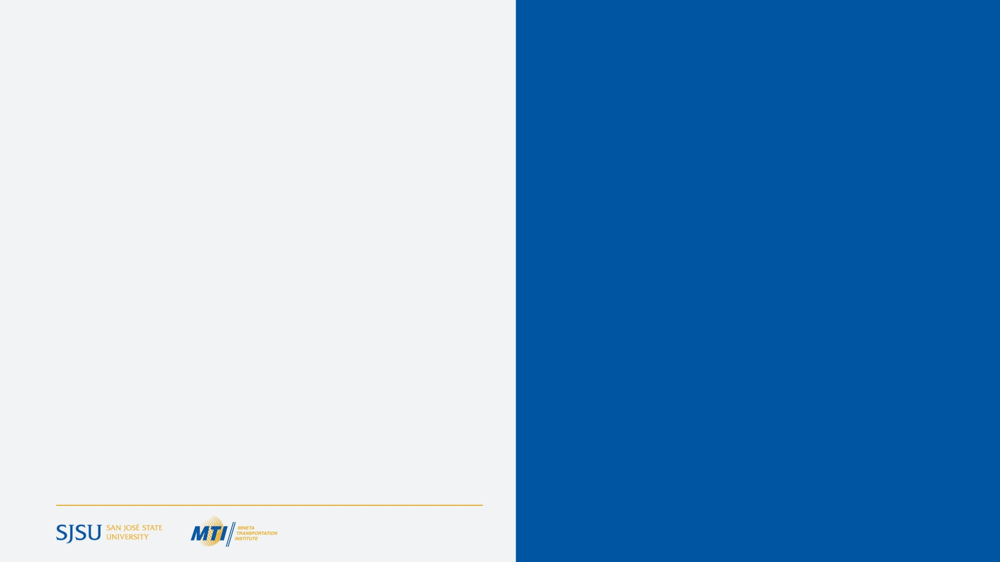 SJSU SAN JOSÉ STATE
UNIVERSITY
MTI MINETA
TRANSPORTATION
INSTITUTE